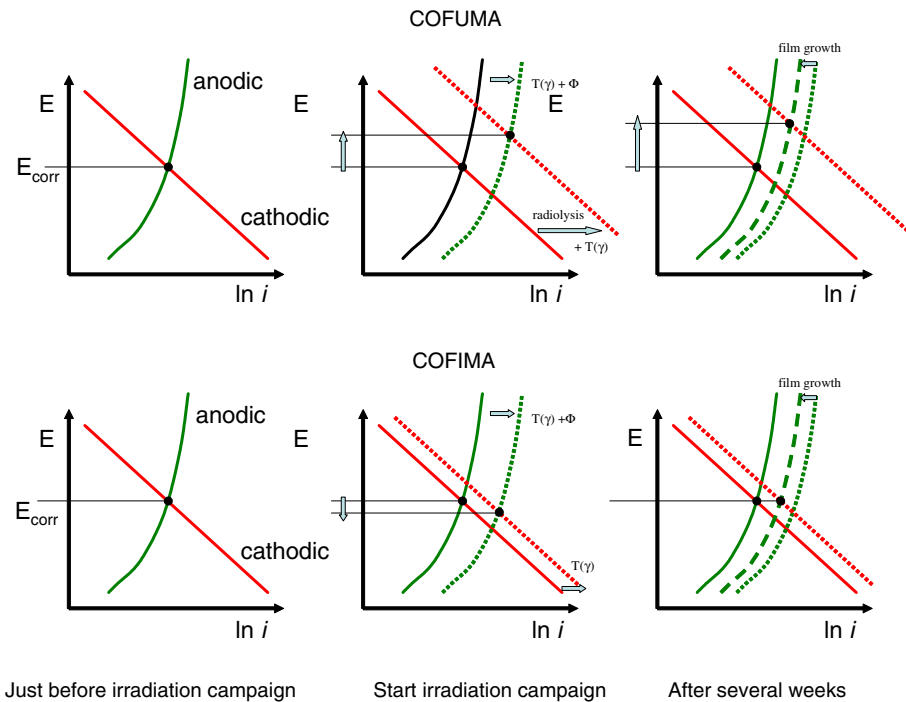 COFUMA
E
anodic
E_corr
cathodic
ln i
E
T(γ) + Φ
radiolysis
+ T(γ)
ln i
E
film growth
ln i
COFIMA
E
anodic
E_corr
cathodic
ln i
E
T(γ) +Φ
T(γ)
ln i
E
film growth
ln i
Just before irradiation campaign
Start irradiation campaign
After several weeks